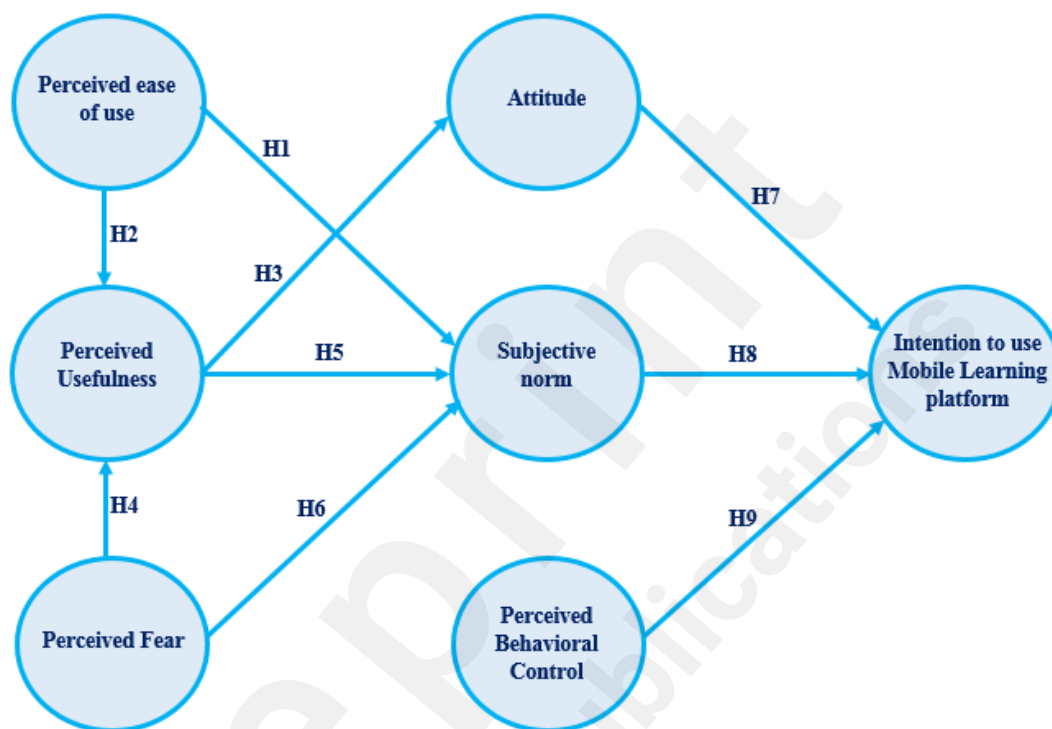 Perceived ease
of use
Attitude
H1
H7
H2
H3
Perceived
Usefulness
H5
Subjective
norm
H8
Intention to use
Mobile Learning
platform
H4
H6
H9
Perceived Fear
Perceived
Behavioral
Control